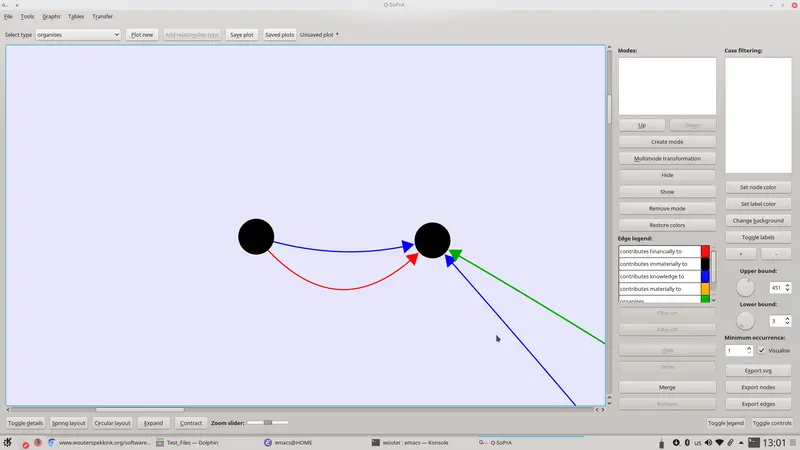 Q-SoPrA
File Tools Graphs Tables Transfer
Select type organises Plot new Add relationship type Save plot Saved plots Unsaved plot *
Modes:
Case filtering:
Up Down
Create mode
Multimode transformation
Hide
Show
Remove mode
Restore colors
Set node color
Set label color
Change background
Toggle labels
+ -
Edge legend:
contributes financially to
contributes immaterially to
contributes knowledge to
contributes materially to
organises
Upper bound:
451
Lower bound:
3
Minimum occurrence:
1 Visualise
Filter on
Filter off
Hide
Show
Merge
Export svg
Export nodes
Export edges
Toggle details Spring layout Circular layout Expand Contract Zoom slider: Toggle legend Toggle controls
www.wouterspekkink.org/software... Test_Files — Dolphin emacs@HOME wouter : emacs — Konsole Q-SoPrA us 13:01